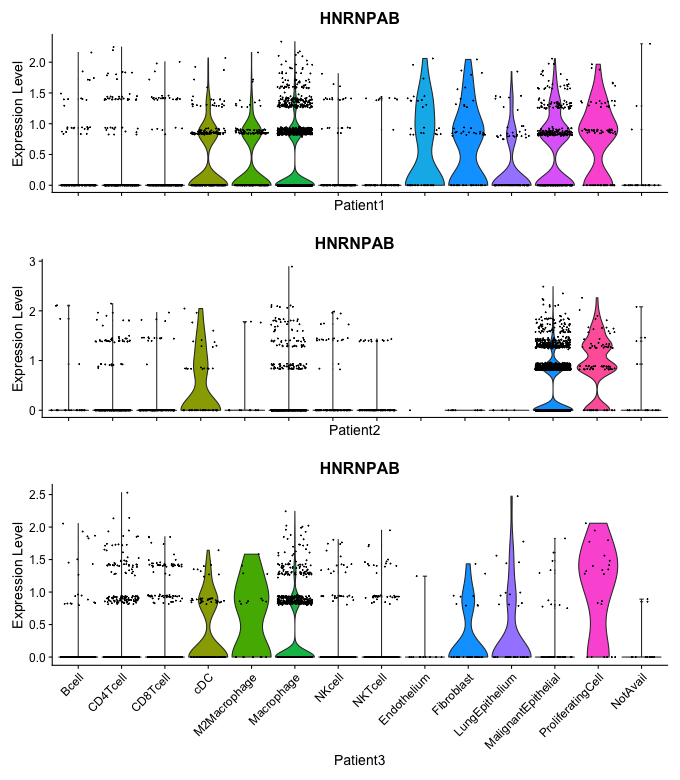 HNRNPAB
Expression Level
2.0
1.5
1.0
0.5
0.0
Patient1
HNRNPAB
Expression Level
3
2
1
0
Patient2
HNRNPAB
Expression Level
2.5
2.0
1.5
1.0
0.5
0.0
Bcell
CD4Tcell
CD8Tcell
cDC
M2Macrophage
Macrophage
NKcell
NKTcell
Endothelium
Fibroblast
LungEpithelium
MalignantEpithelial
ProliferatingCell
NotAvail
Patient3